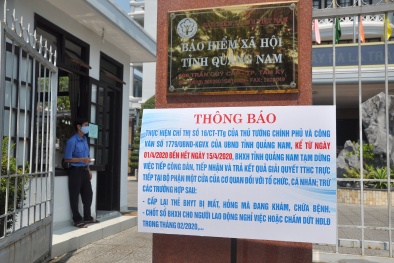 BẢO HIỂM XÃ HỘI
TỈNH QUẢNG NAM
THÔNG BÁO
THỰC HIỆN CHỈ THỊ SỐ 16/CT-TTg CỦA THỦ TƯỚNG CHÍNH PHỦ VÀ CÔNG
VĂN SỐ 1779/UBND-KGVX CỦA UBND TỈNH QUẢNG NAM, KỂ TỪ NGÀY
01/4/2020 ĐẾN HẾT NGÀY 15/4/2020, BHXH TỈNH QUẢNG NAM TẠM DỪNG
VIỆC TIẾP CÔNG DÂN, TIẾP NHẬN VÀ TRẢ KẾT QUẢ GIẢI QUYẾT TTHC TRỰC
TIẾP TẠI BỘ PHẬN MỘT CỬA CỦA CƠ QUAN ĐỐI VỚI TỔ CHỨC, CÁ NHÂN; TRỪ
CÁC TRƯỜNG HỢP SAU:
- CẤP LẠI THẺ BHYT BỊ MẤT, HỎNG MÀ ĐANG KHÁM, CHỮA BỆNH.
- CHỐT SỔ BHXH CHO NGƯỜI LAO ĐỘNG NGHỈ VIỆC HOẶC CHẤM DỨT HĐLĐ
TRONG THÁNG 02/2020,...